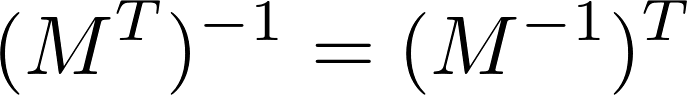 (M^T)^{-1} = (M^{-1})^T